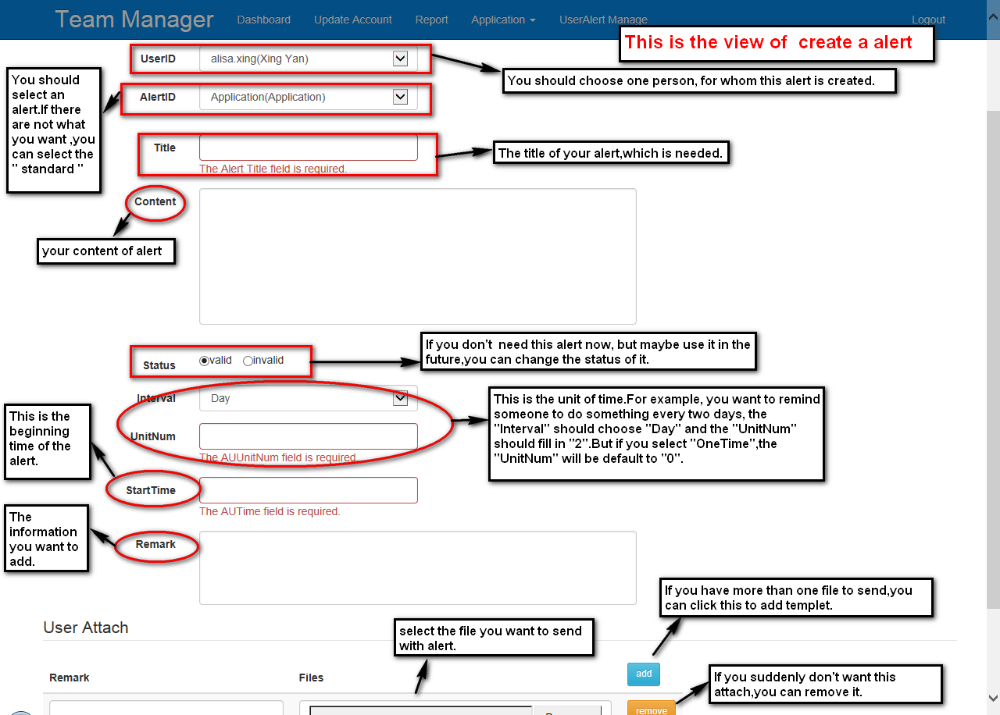 Team Manager Dashboard Update Account Report Application UserAlert Manage Logout
This is the view of create a alert
UserID alisa.xing(Xing Yan)
You should choose one person, for whom this alert is created.
You should
select an
alert.If there
are not what
you want ,you
can select the
" standard "
AlertID Application(Application)
Title
The Alert Title field is required.
The title of your alert,which is needed.
Content
your content of alert
Status valid invalid
If you don't need this alert now, but maybe use it in the
future,you can change the status of it.
Interval Day
UnitNum
The AUUnitNum field is required.
This is the unit of time.For example, you want to remind
someone to do something every two days, the
"Interval" should choose "Day" and the "UnitNum"
should fill in "2".But if you select "OneTime",the
"UnitNum" will be default to "0".
This is the
beginning
time of the
alert.
StartTime
The AUTime field is required.
The
information
you want to
add.
Remark
If you have more than one file to send,you
can click this to add templet.
User Attach
select the file you want to send
with alert.
Remark Files add
If you suddenly don't want this
attach,you can remove it.
remove